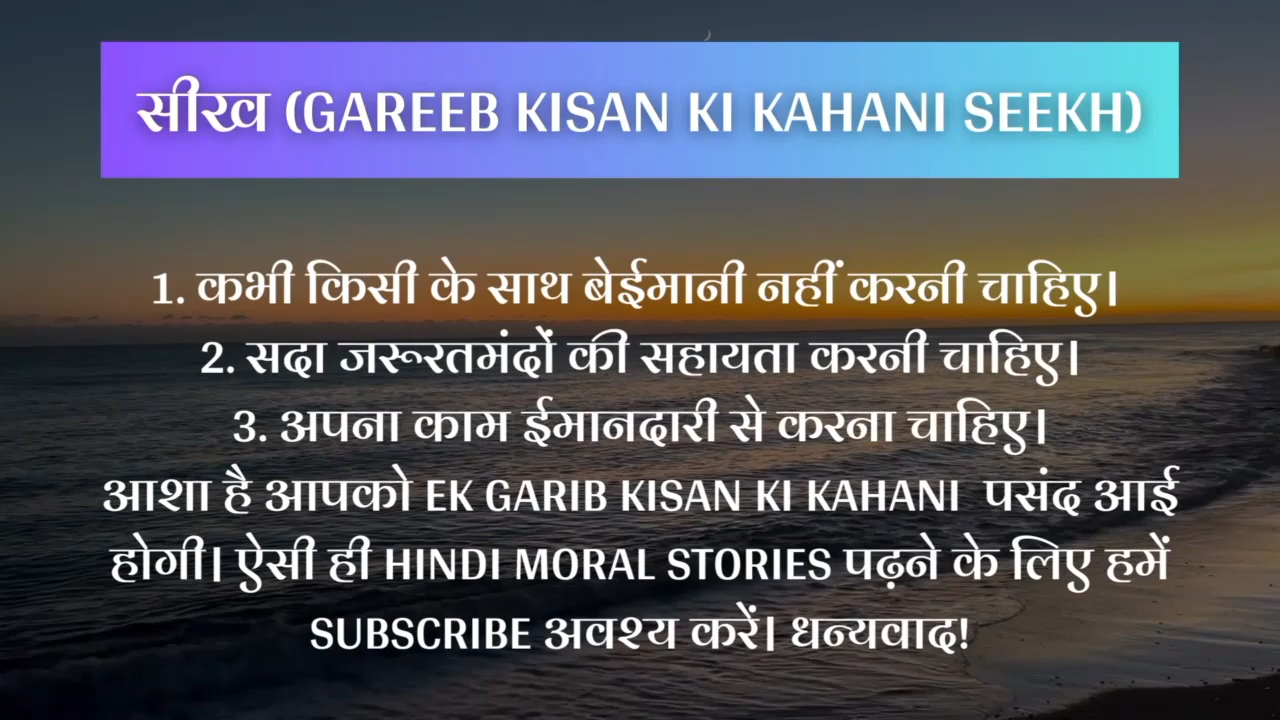 सीख (GAREEB KISAN KI KAHANI SEEKH)
1. कभी किसी के साथ बेईमानी नहीं करनी चाहिए।
2. सदा जरूरतमंदों की सहायता करनी चाहिए।
3. अपना काम ईमानदारी से करना चाहिए।
आशा है आपको EK GARIB KISAN KI KAHANI पसंद आई
होगी। ऐसी ही HINDI MORAL STORIES पढ़ने के लिए हमें
SUBSCRIBE अवश्य करें। धन्यवाद!